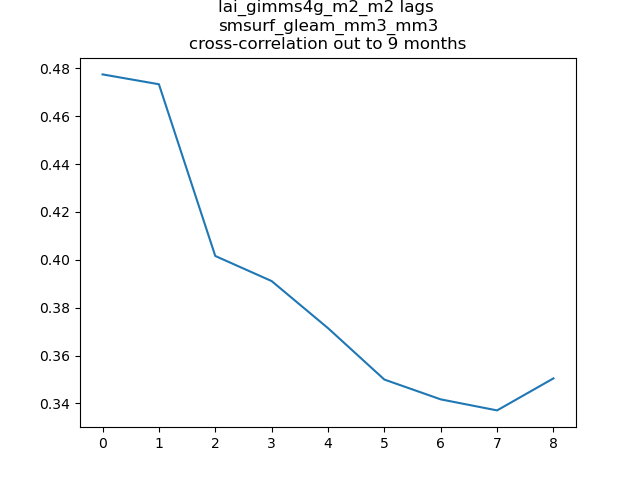 lai_gimms4g_m2_m2 lags
smsurf_gleam_mm3_mm3
cross-correlation out to 9 months
0.48
0.46
0.44
0.42
0.40
0.38
0.36
0.34
0 1 2 3 4 5 6 7 8